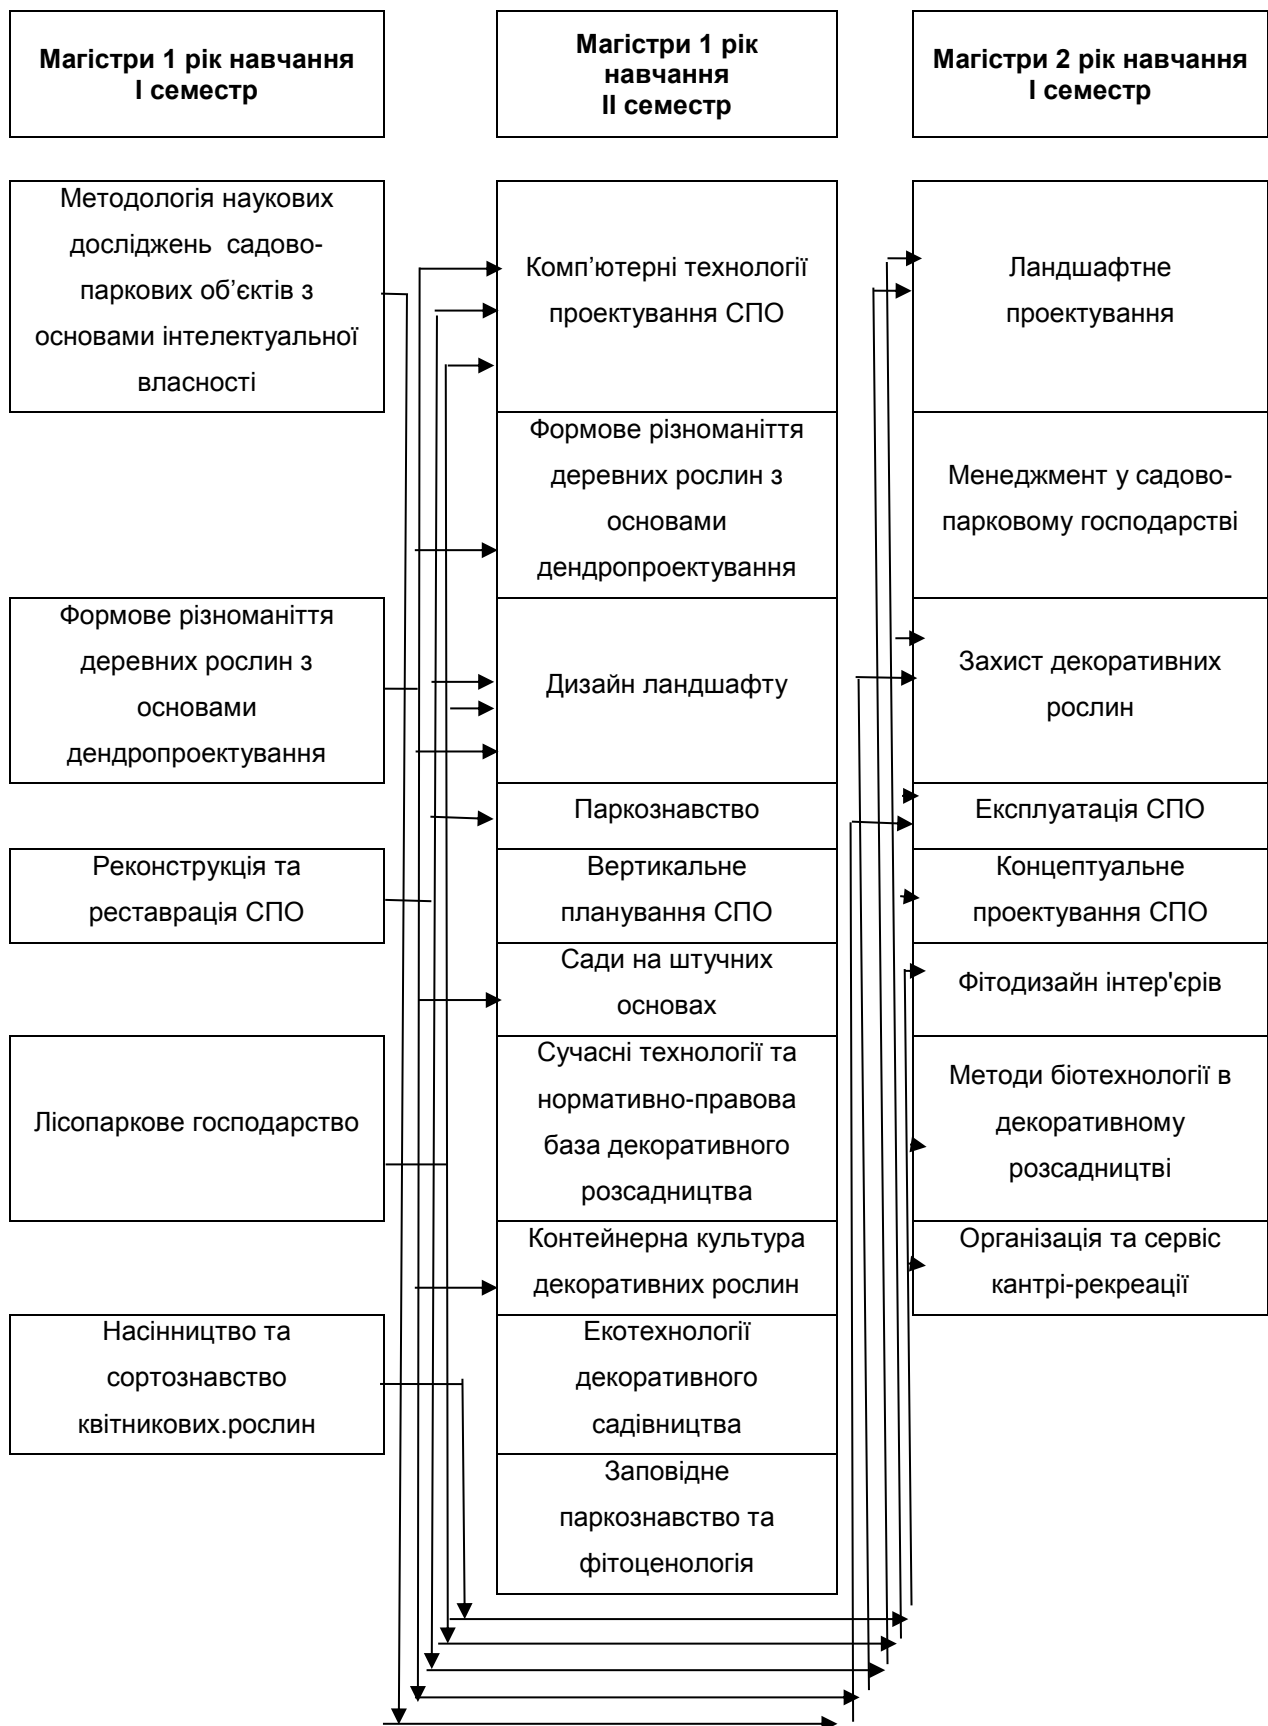 Магістри 1 рік навчання
І семестр
Магістри 1 рік
навчання
ІІ семестр
Магістри 2 рік навчання
І семестр
Методологія наукових
досліджень садово-
паркових об’єктів з
основами інтелектуальної
власності
Формове різноманіття
деревних рослин з
основами
дендропроектування
Реконструкція та
реставрація СПО
Лісопаркове господарство
Насінництво та
сортознавство
квітникових.рослин
Комп’ютерні технології
проектування СПО
Формове різноманіття
деревних рослин з
основами
дендропроектування
Дизайн ландшафту
Паркознавство
Вертикальне
планування СПО
Сади на штучних
основах
Сучасні технології та
нормативно-правова
база декоративного
розсадництва
Контейнерна культура
декоративних рослин
Екотехнології
декоративного
садівництва
Заповідне
паркознавство та
фітоценологія
Ландшафтне
проектування
Менеджмент у садово-
парковому господарстві
Захист декоративних
рослин
Експлуатація СПО
Концептуальне
проектування СПО
Фітодизайн інтер'єрів
Методи біотехнології в
декоративному
розсадництві
Організація та сервіс
кантрі-рекреації